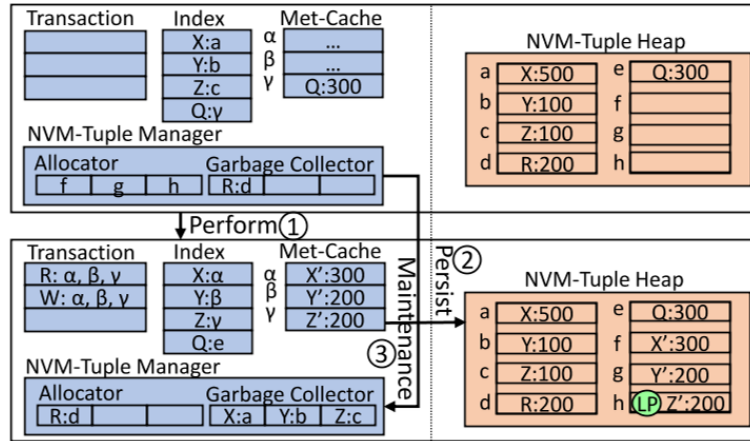 Transaction Index Met-Cache
X:a α ...
Y:b β ...
Z:c γ Q:300
Q:γ
NVM-Tuple Manager
Allocator Garbage Collector
f g h R:d
NVM-Tuple Heap
a X:500 e Q:300
b Y:100 f
c Z:100 g
d R:200 h
Perform ①
Maintenance
③
Persist
②
Transaction Index Met-Cache
R: α, β, γ X:α α X′:300
W: α, β, γ Y:β β Y′:200
Z:γ γ Z′:200
Q:e
NVM-Tuple Manager
Allocator Garbage Collector
R:d X:a Y:b Z:c
NVM-Tuple Heap
a X:500 e Q:300
b Y:100 f X′:300
c Z:100 g Y′:200
d R:200 h LP Z′:200